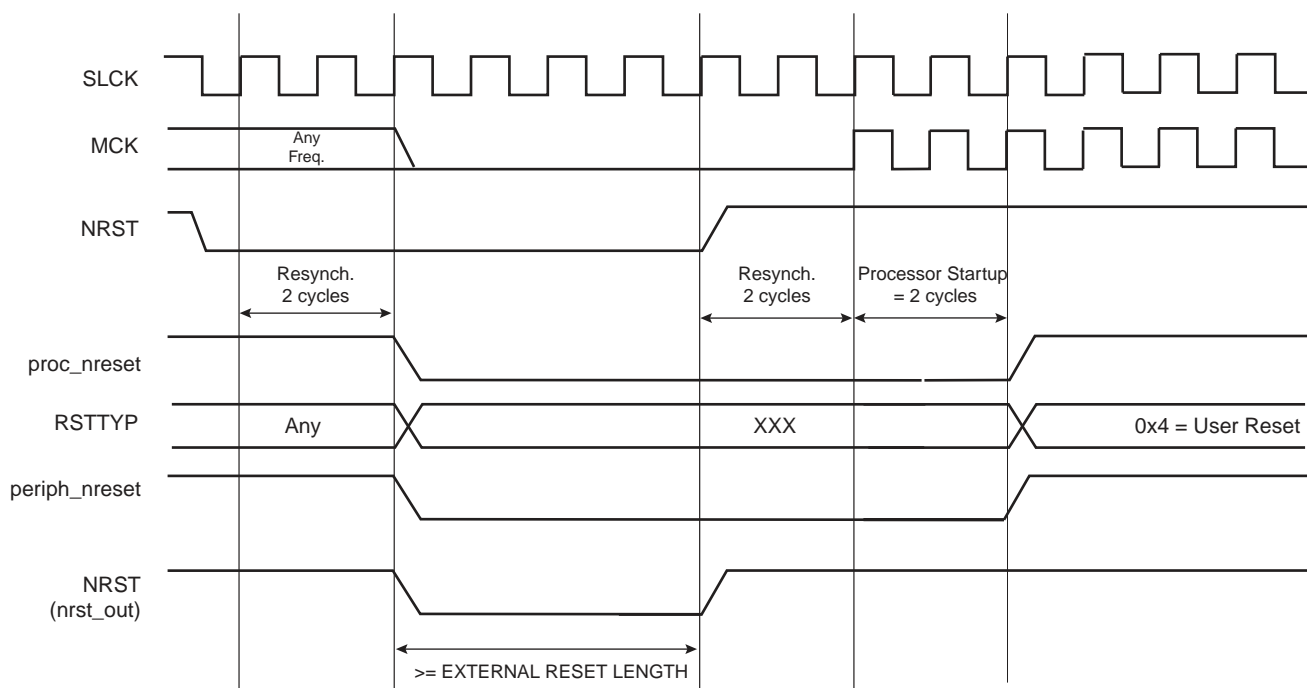 SLCK
MCK
Any
Freq.
NRST
Resynch.
2 cycles
Resynch.
2 cycles
Processor Startup
= 2 cycles
proc_nreset
RSTTYP
Any
XXX
0x4 = User Reset
periph_nreset
NRST
(nrst_out)
>= EXTERNAL RESET LENGTH